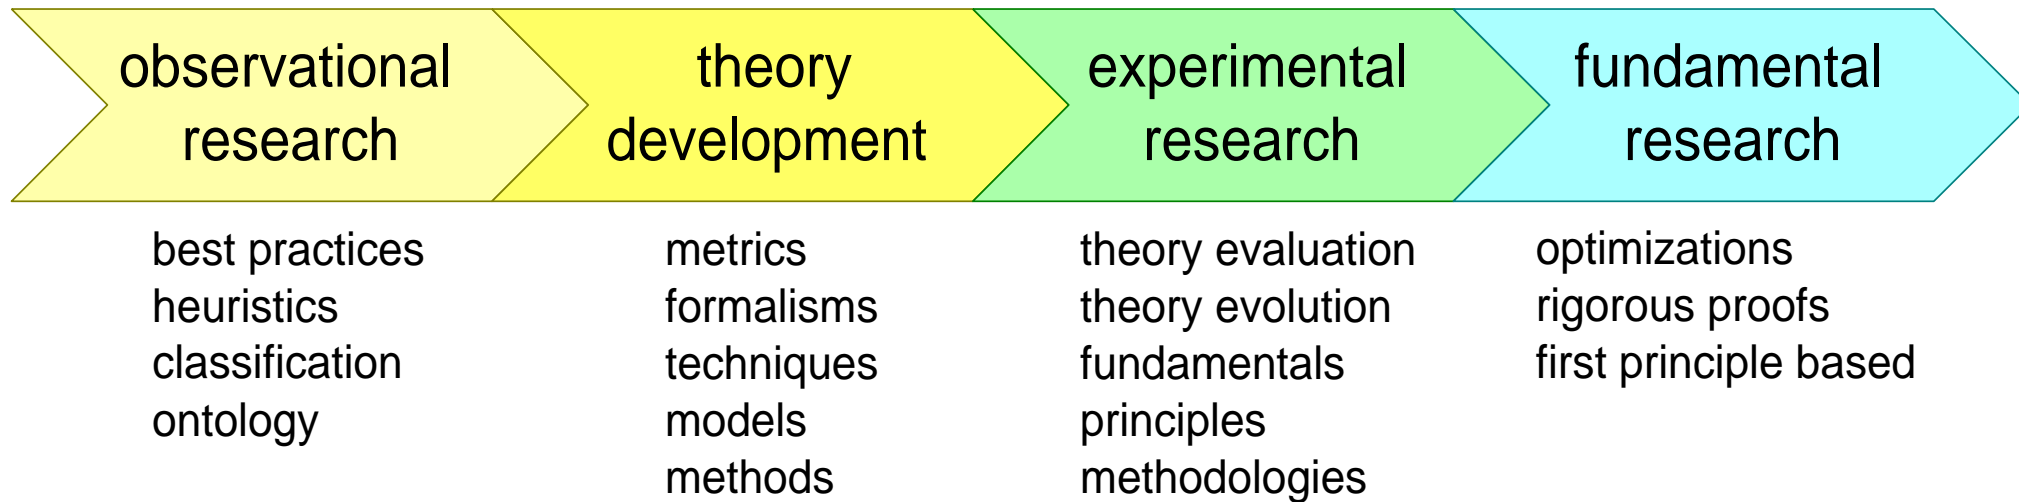 observational
research
theory
development
experimental
research
fundamental
research
best practices
heuristics
classification
ontology
metrics
formalisms
techniques
models
methods
theory evaluation
theory evolution
fundamentals
principles
methodologies
optimizations
rigorous proofs
first principle based